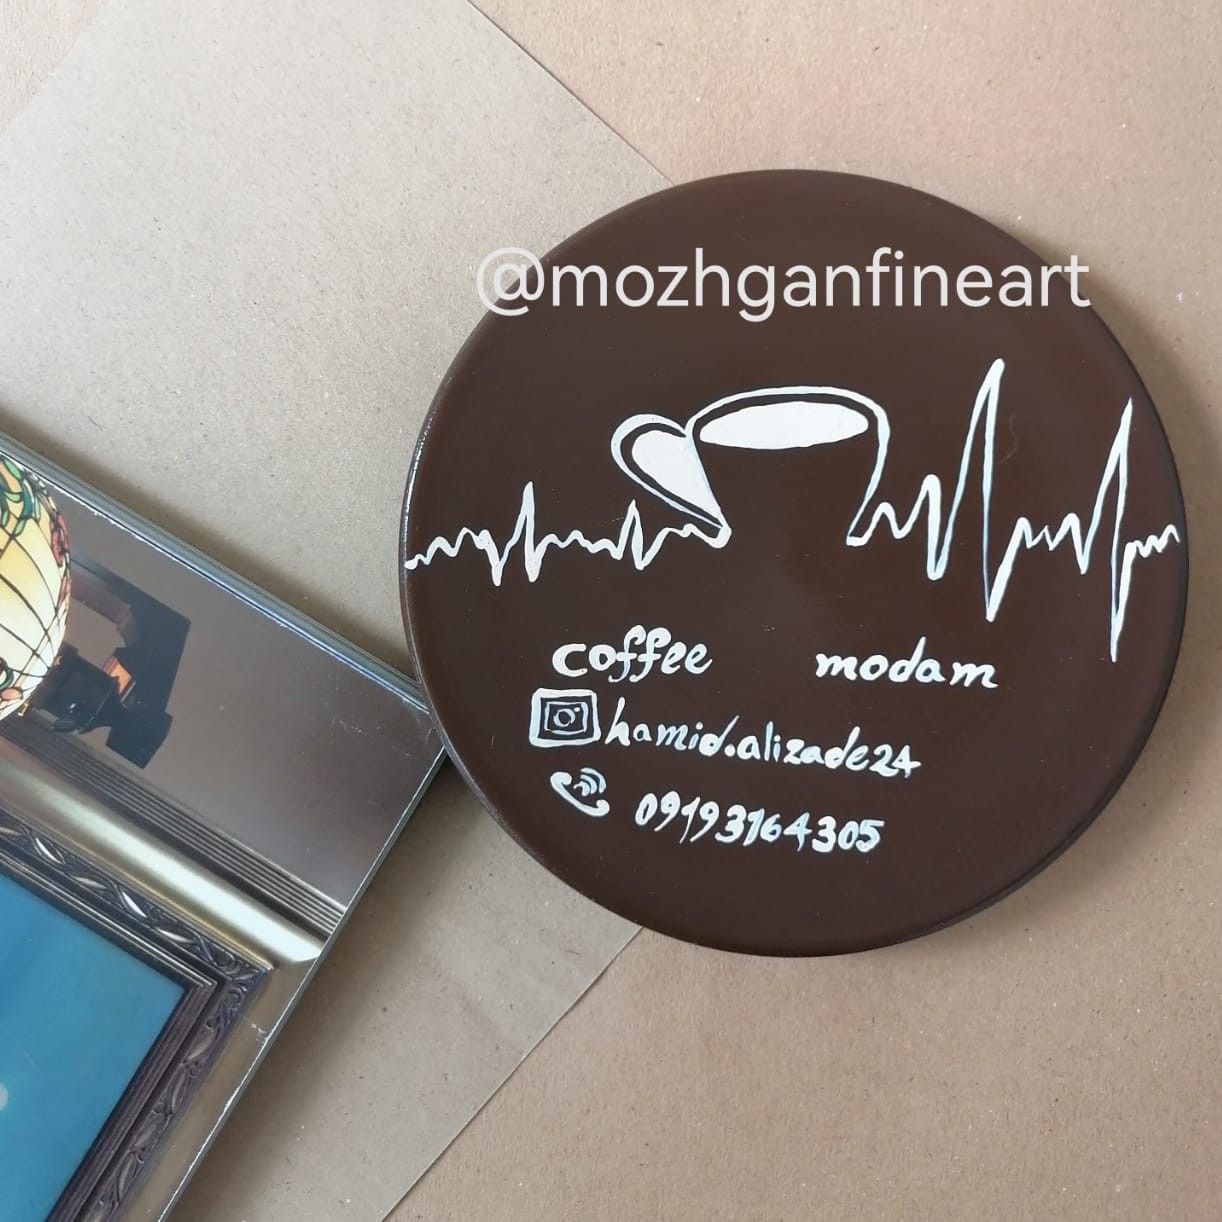 @mozhganfineart
coffee modam
hamid.alizade24
09193164305